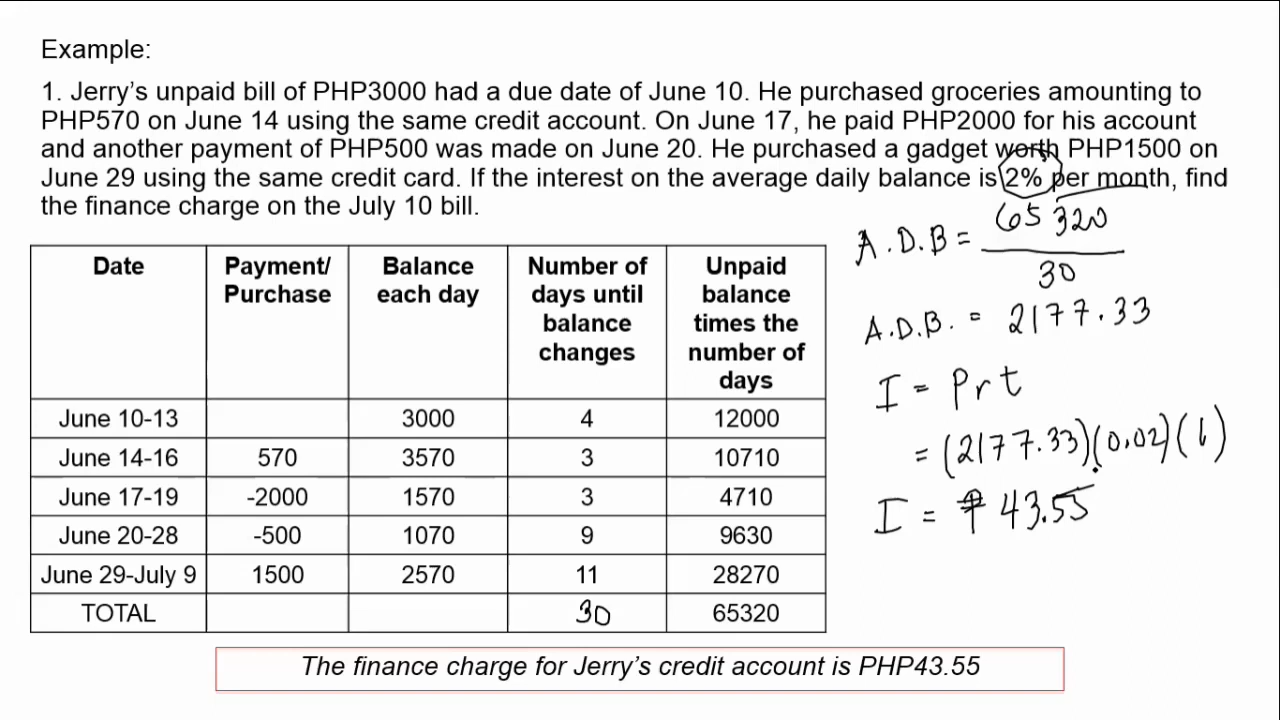 Example:
1. Jerry’s unpaid bill of PHP3000 had a due date of June 10. He purchased groceries amounting to
PHP570 on June 14 using the same credit account. On June 17, he paid PHP2000 for his account
and another payment of PHP500 was made on June 20. He purchased a gadget worth PHP1500 on
June 29 using the same credit card. If the interest on the average daily balance is 2% per month, find
the finance charge on the July 10 bill.
Date | Payment/ Purchase | Balance each day | Number of days until balance changes | Unpaid balance times the number of days
June 10-13 | | 3000 | 4 | 12000
June 14-16 | 570 | 3570 | 3 | 10710
June 17-19 | -2000 | 1570 | 3 | 4710
June 20-28 | -500 | 1070 | 9 | 9630
June 29-July 9 | 1500 | 2570 | 11 | 28270
TOTAL | | | 30 | 65320
A.D.B = 65320
30
A.D.B. = 2177.33
I = Prt
= (2177.33)(0.02)(1)
I = ₱ 43.55
The finance charge for Jerry’s credit account is PHP43.55